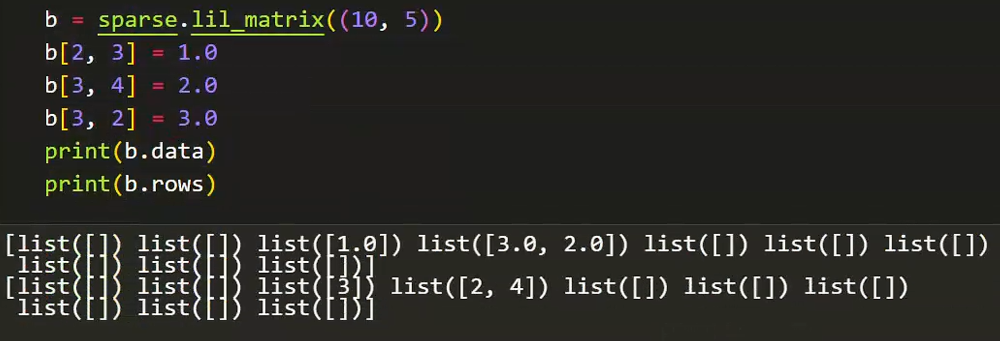 b = sparse.lil_matrix((10, 5))
b[2, 3] = 1.0
b[3, 4] = 2.0
b[3, 2] = 3.0
print(b.data)
print(b.rows)
[list([]) list([]) list([1.0]) list([3.0, 2.0]) list([]) list([]) list([])
 list([]) list([]) list([])]
[list([]) list([]) list([3]) list([2, 4]) list([]) list([]) list([])
 list([]) list([]) list([])]